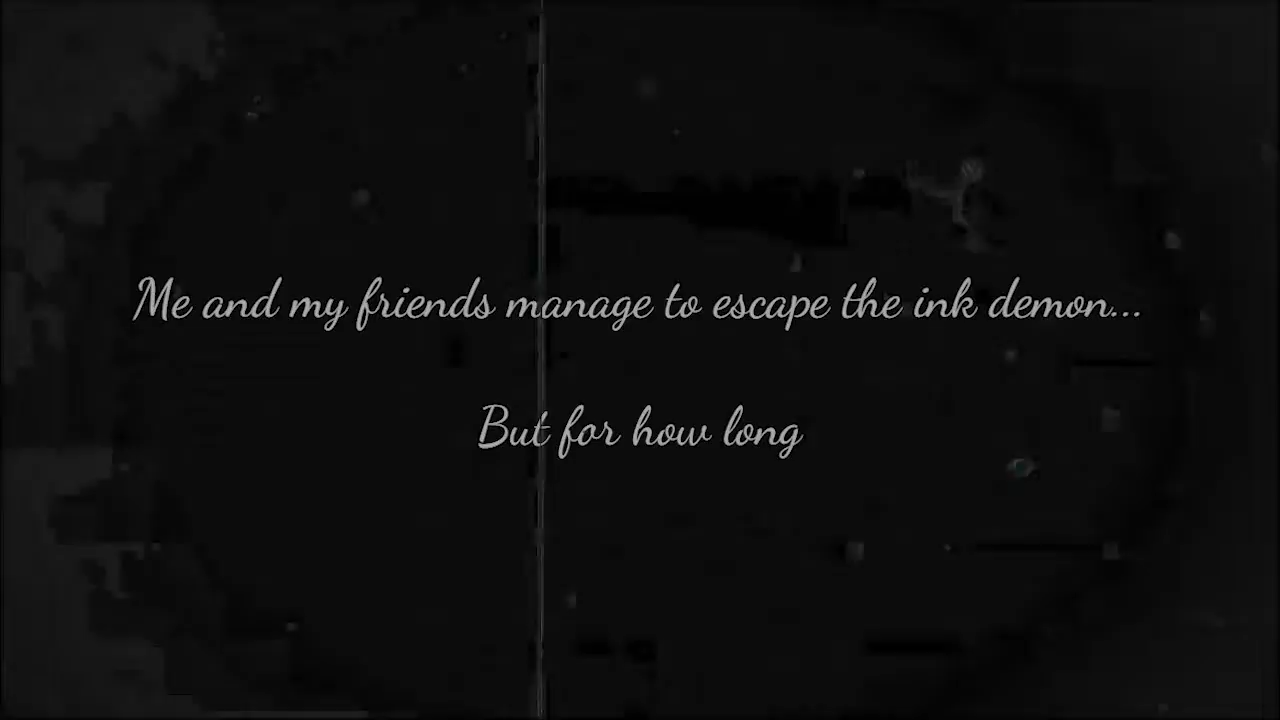 Me and my friends manage to escape the ink demon...
But for how long